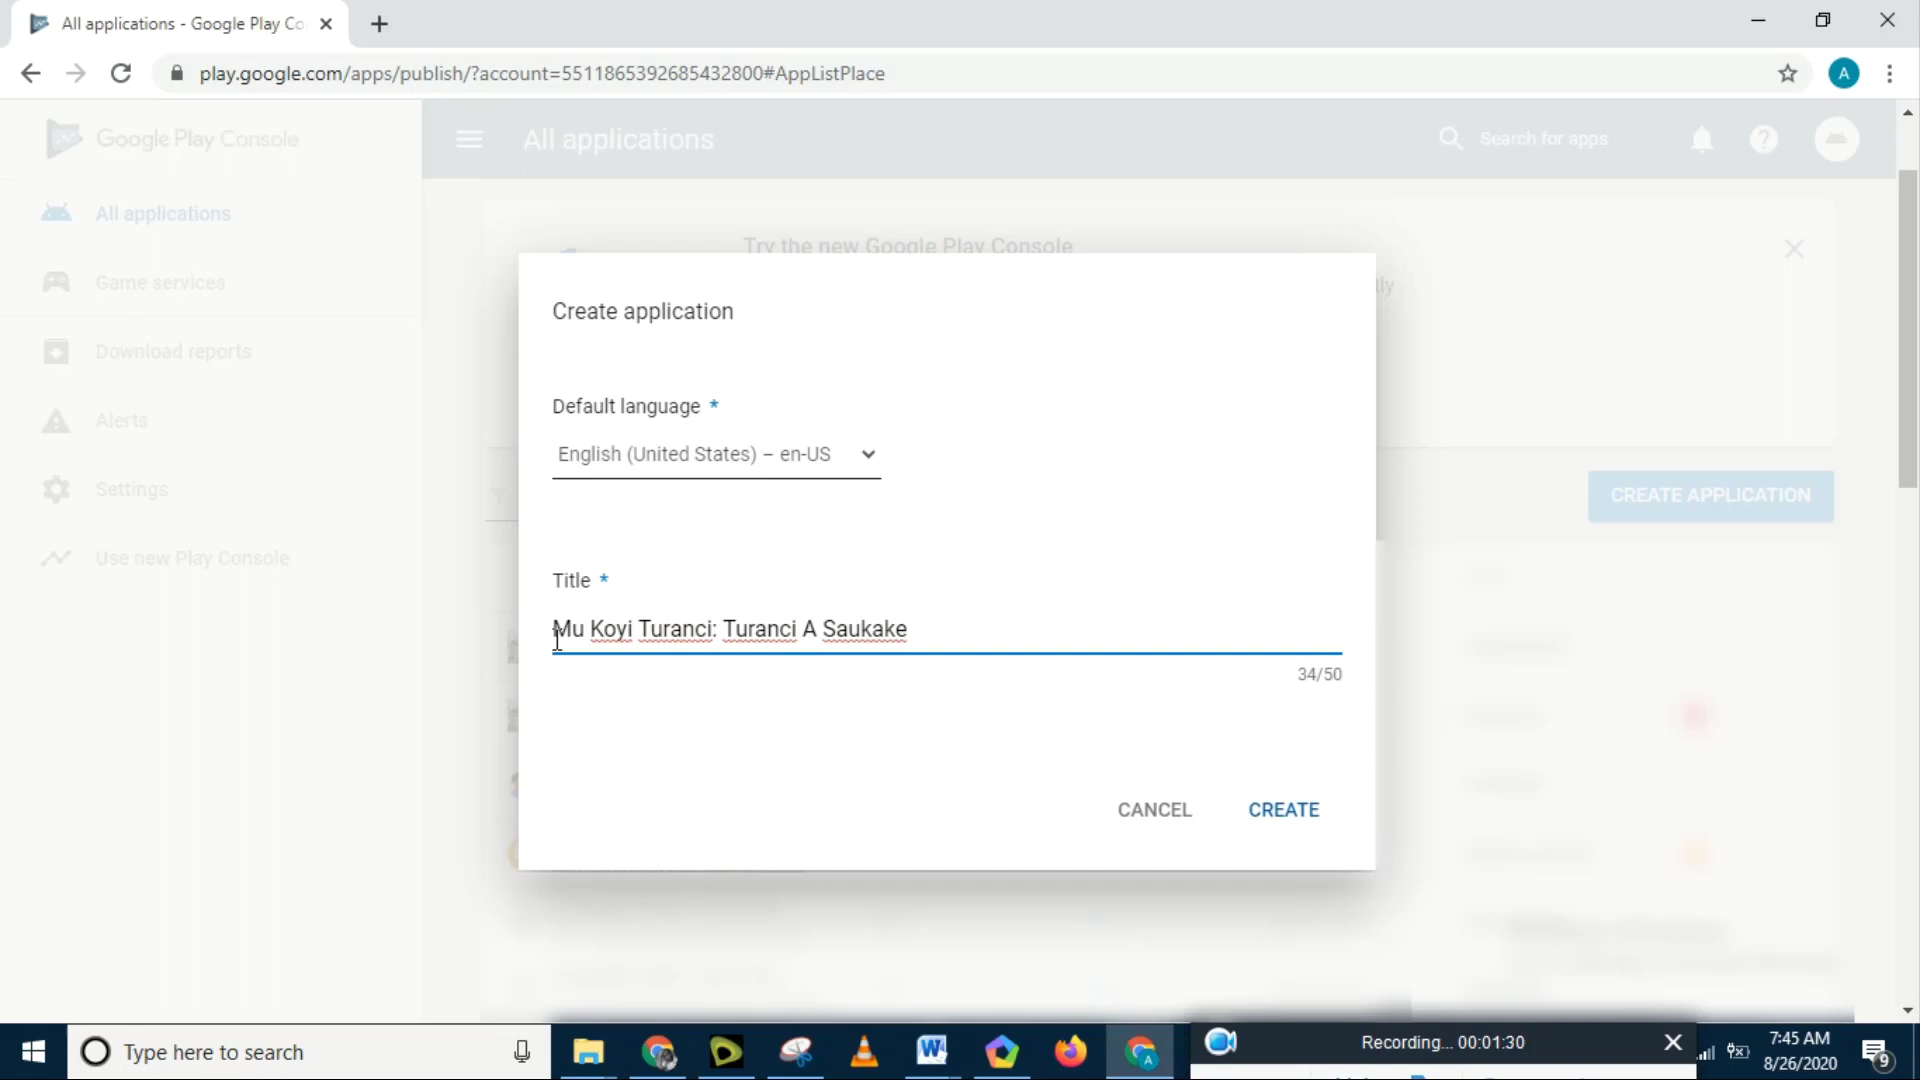 All applications - Google Play Co
play.google.com/apps/publish/?account=5511865392685432800#AppListPlace
A
Google Play Console
All applications
Search for apps
All applications
Try the new Google Play Console
Game services
lly
Create application
Download reports
Default language *
Alerts
English (United States) – en-US
Settings
CREATE APPLICATION
Use new Play Console
Title *
Mu Koyi Turanci: Turanci A Saukake
34/50
CANCEL
CREATE
Type here to search
Recording... 00:01:30
7:45 AM
8/26/2020
9